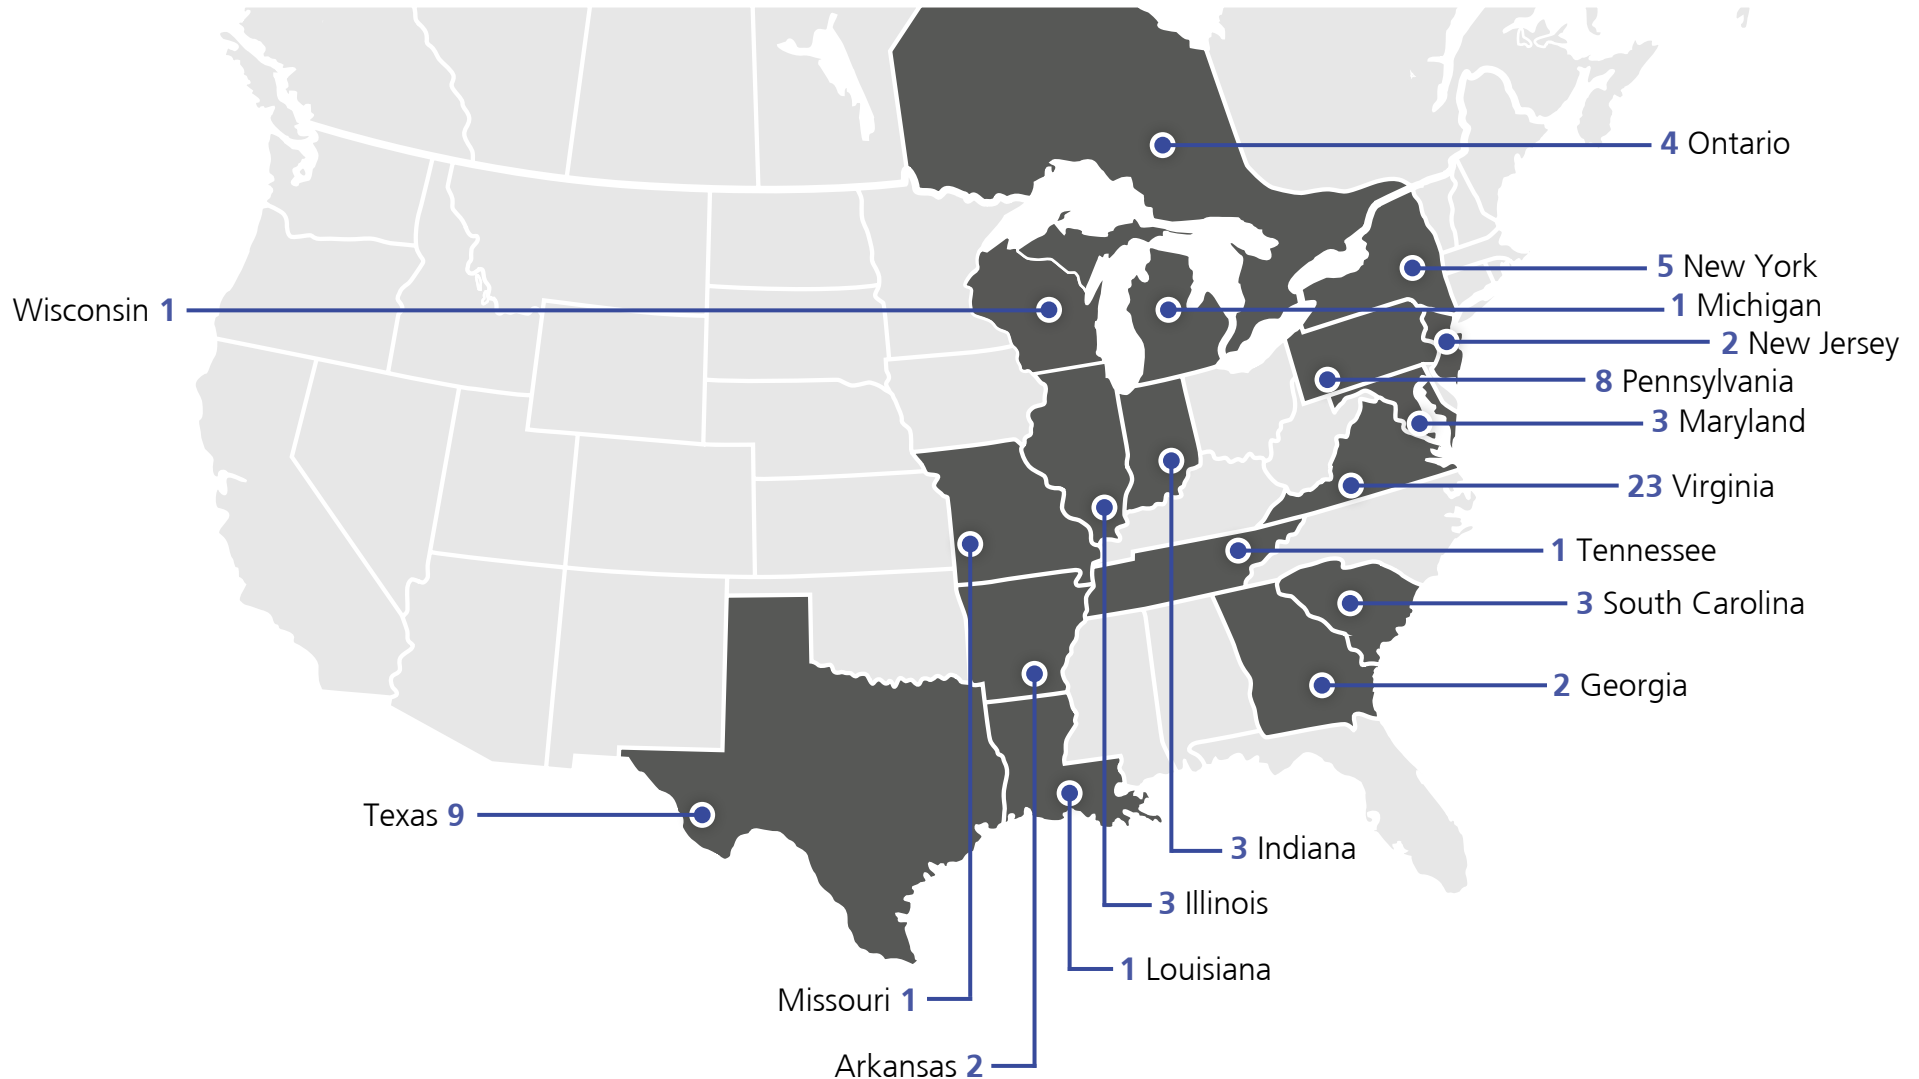 4 Ontario
5 New York
Wisconsin 1
1 Michigan
2 New Jersey
8 Pennsylvania
3 Maryland
23 Virginia
1 Tennessee
3 South Carolina
2 Georgia
Texas 9
3 Indiana
3 Illinois
1 Louisiana
Missouri 1
Arkansas 2